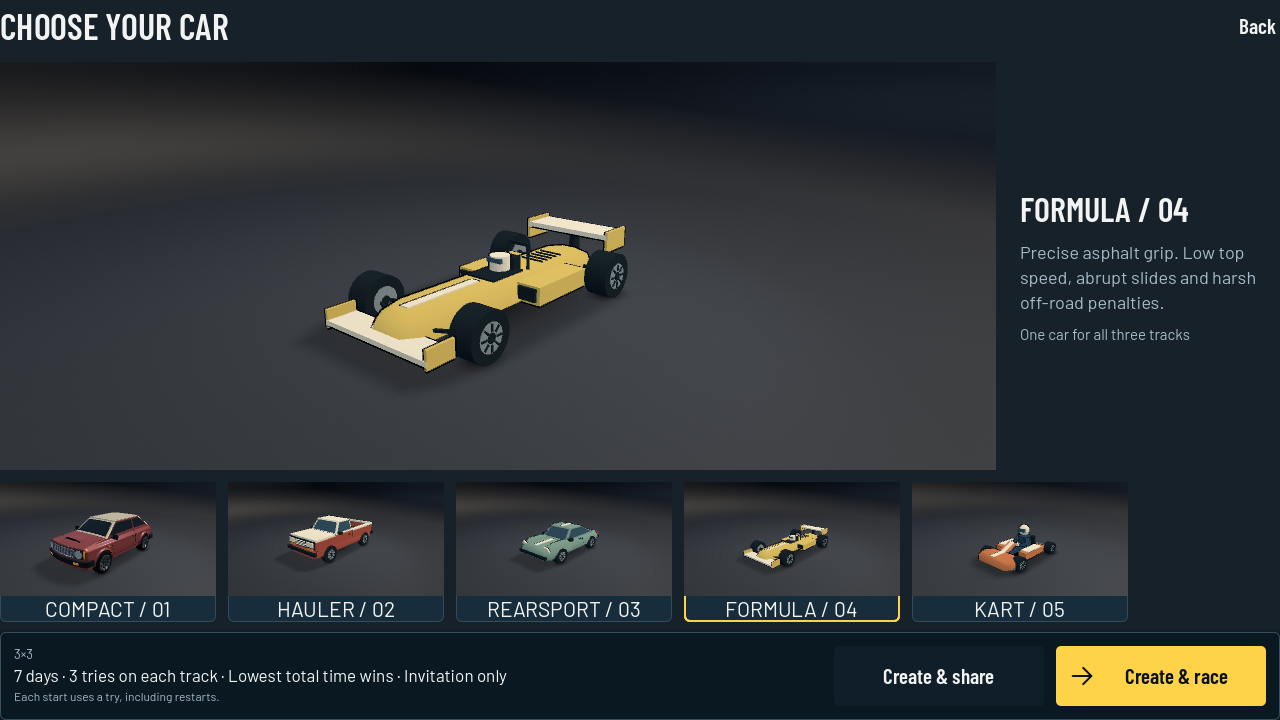 CHOOSE YOUR CAR
Back
FORMULA / 04
Precise asphalt grip. Low top
speed, abrupt slides and harsh
off-road penalties.
One car for all three tracks
COMPACT / 01
HAULER / 02
REARSPORT / 03
FORMULA / 04
KART / 05
3×3
7 days · 3 tries on each track · Lowest total time wins · Invitation only
Each start uses a try, including restarts.
Create & share
Create & race